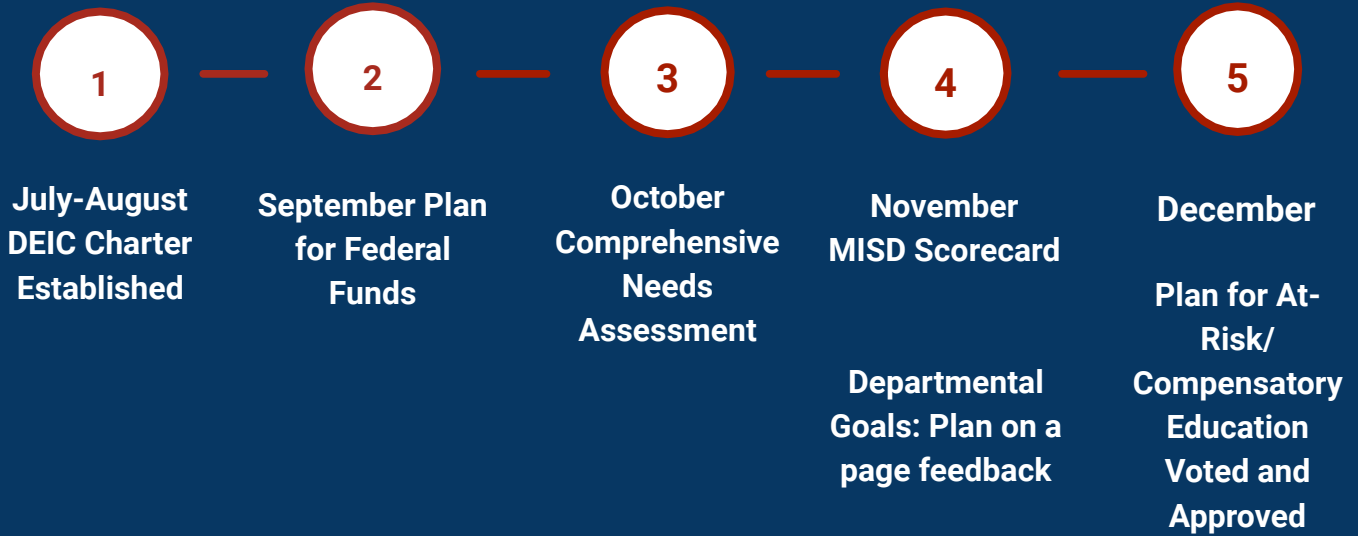 1
July-August
DEIC Charter
Established
2
September Plan
for Federal
Funds
3
October
Comprehensive
Needs
Assessment
4
November
MISD Scorecard
Departmental
Goals: Plan on a
page feedback
5
December
Plan for At-
Risk/
Compensatory
Education
Voted and
Approved